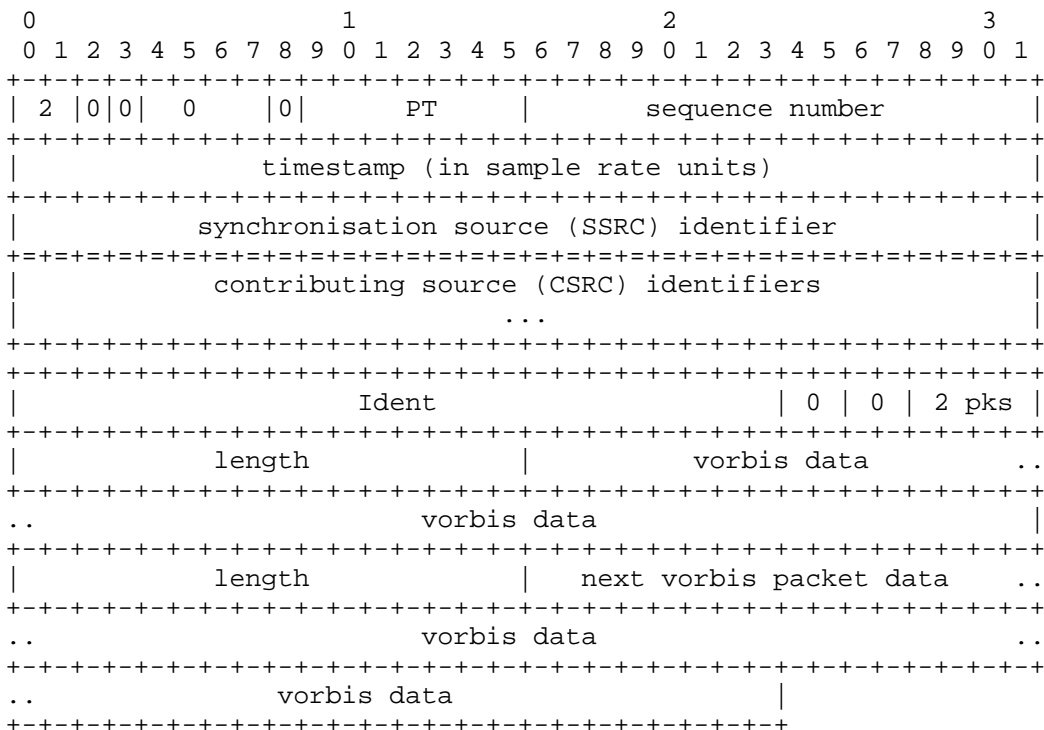 0                   1                   2                   3
 0 1 2 3 4 5 6 7 8 9 0 1 2 3 4 5 6 7 8 9 0 1 2 3 4 5 6 7 8 9 0 1
+-+-+-+-+-+-+-+-+-+-+-+-+-+-+-+-+-+-+-+-+-+-+-+-+-+-+-+-+-+-+-+-+
| 2 |0|0|  0    |0|      PT     |       sequence number         |
+-+-+-+-+-+-+-+-+-+-+-+-+-+-+-+-+-+-+-+-+-+-+-+-+-+-+-+-+-+-+-+-+
|               timestamp (in sample rate units)                |
+-+-+-+-+-+-+-+-+-+-+-+-+-+-+-+-+-+-+-+-+-+-+-+-+-+-+-+-+-+-+-+-+
|           synchronisation source (SSRC) identifier            |
+=+=+=+=+=+=+=+=+=+=+=+=+=+=+=+=+=+=+=+=+=+=+=+=+=+=+=+=+=+=+=+=+
|            contributing source (CSRC) identifiers             |
|                              ...                              |
+-+-+-+-+-+-+-+-+-+-+-+-+-+-+-+-+-+-+-+-+-+-+-+-+-+-+-+-+-+-+-+-+
+-+-+-+-+-+-+-+-+-+-+-+-+-+-+-+-+-+-+-+-+-+-+-+-+-+-+-+-+-+-+-+-+
|                     Ident                     | 0 | 0 | 2 pks |
+-+-+-+-+-+-+-+-+-+-+-+-+-+-+-+-+-+-+-+-+-+-+-+-+-+-+-+-+-+-+-+-+
|            length             |          vorbis data         ..
+-+-+-+-+-+-+-+-+-+-+-+-+-+-+-+-+-+-+-+-+-+-+-+-+-+-+-+-+-+-+-+-+
..                        vorbis data                           |
+-+-+-+-+-+-+-+-+-+-+-+-+-+-+-+-+-+-+-+-+-+-+-+-+-+-+-+-+-+-+-+-+
|            length             |   next vorbis packet data    ..
+-+-+-+-+-+-+-+-+-+-+-+-+-+-+-+-+-+-+-+-+-+-+-+-+-+-+-+-+-+-+-+-+
..                        vorbis data                          ..
+-+-+-+-+-+-+-+-+-+-+-+-+-+-+-+-+-+-+-+-+-+-+-+-+-+-+-+-+-+-+-+-+
..               vorbis data                    |
+-+-+-+-+-+-+-+-+-+-+-+-+-+-+-+-+-+-+-+-+-+-+-+-+